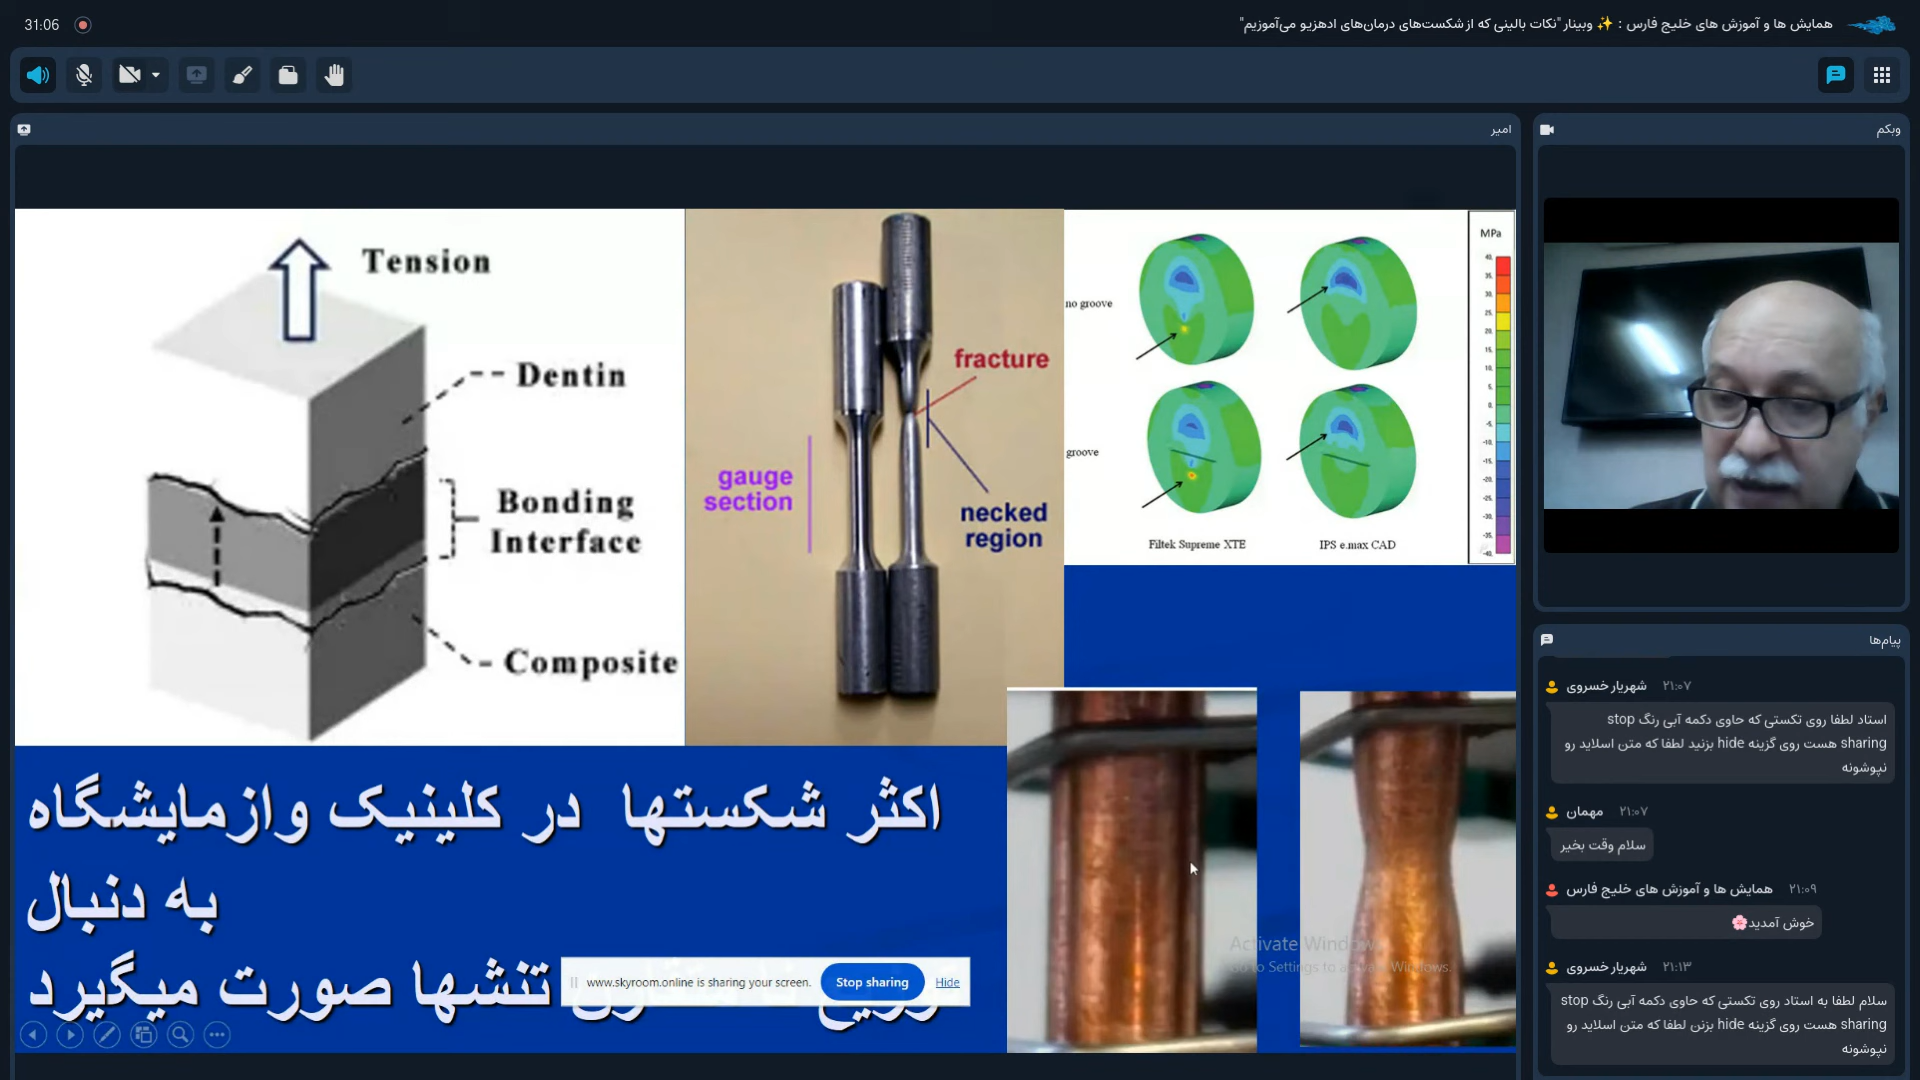 31:06
همایش ها و آموزش های خلیج فارس : ✨ وبینار "نکات بالینی که از شکست‌های درمان‌های ادهزیو می‌آموزیم"
امیر
Tension
Dentin
Bonding
Interface
Composite
fracture
gauge
section
necked
region
no groove
groove
Filtek Supreme XTE
IPS e.max CAD
MPa
اکثر شکستها در کلینیک وازمایشگاه
به دنبال
تنشها صورت میگیرد
www.skyroom.online is sharing your screen.
Stop sharing
Hide
Activate Windows
Go to Settings to activate Windows.
وبکم
پیام‌ها
شهریار خسروی ۲۱:۰۷
استاد لطفا روی تکستی که حاوی دکمه آبی رنگ stop
sharing هست روی گزینه hide بزنید لطفا که متن اسلاید رو
نپوشونه
مهمان ۲۱:۰۷
سلام وقت بخیر
همایش ها و آموزش های خلیج فارس ۲۱:۰۹
خوش آمدید🌸
شهریار خسروی ۲۱:۱۳
سلام لطفا به استاد روی تکستی که حاوی دکمه آبی رنگ stop
sharing هست روی گزینه hide بزنن لطفا که متن اسلاید رو
نپوشونه